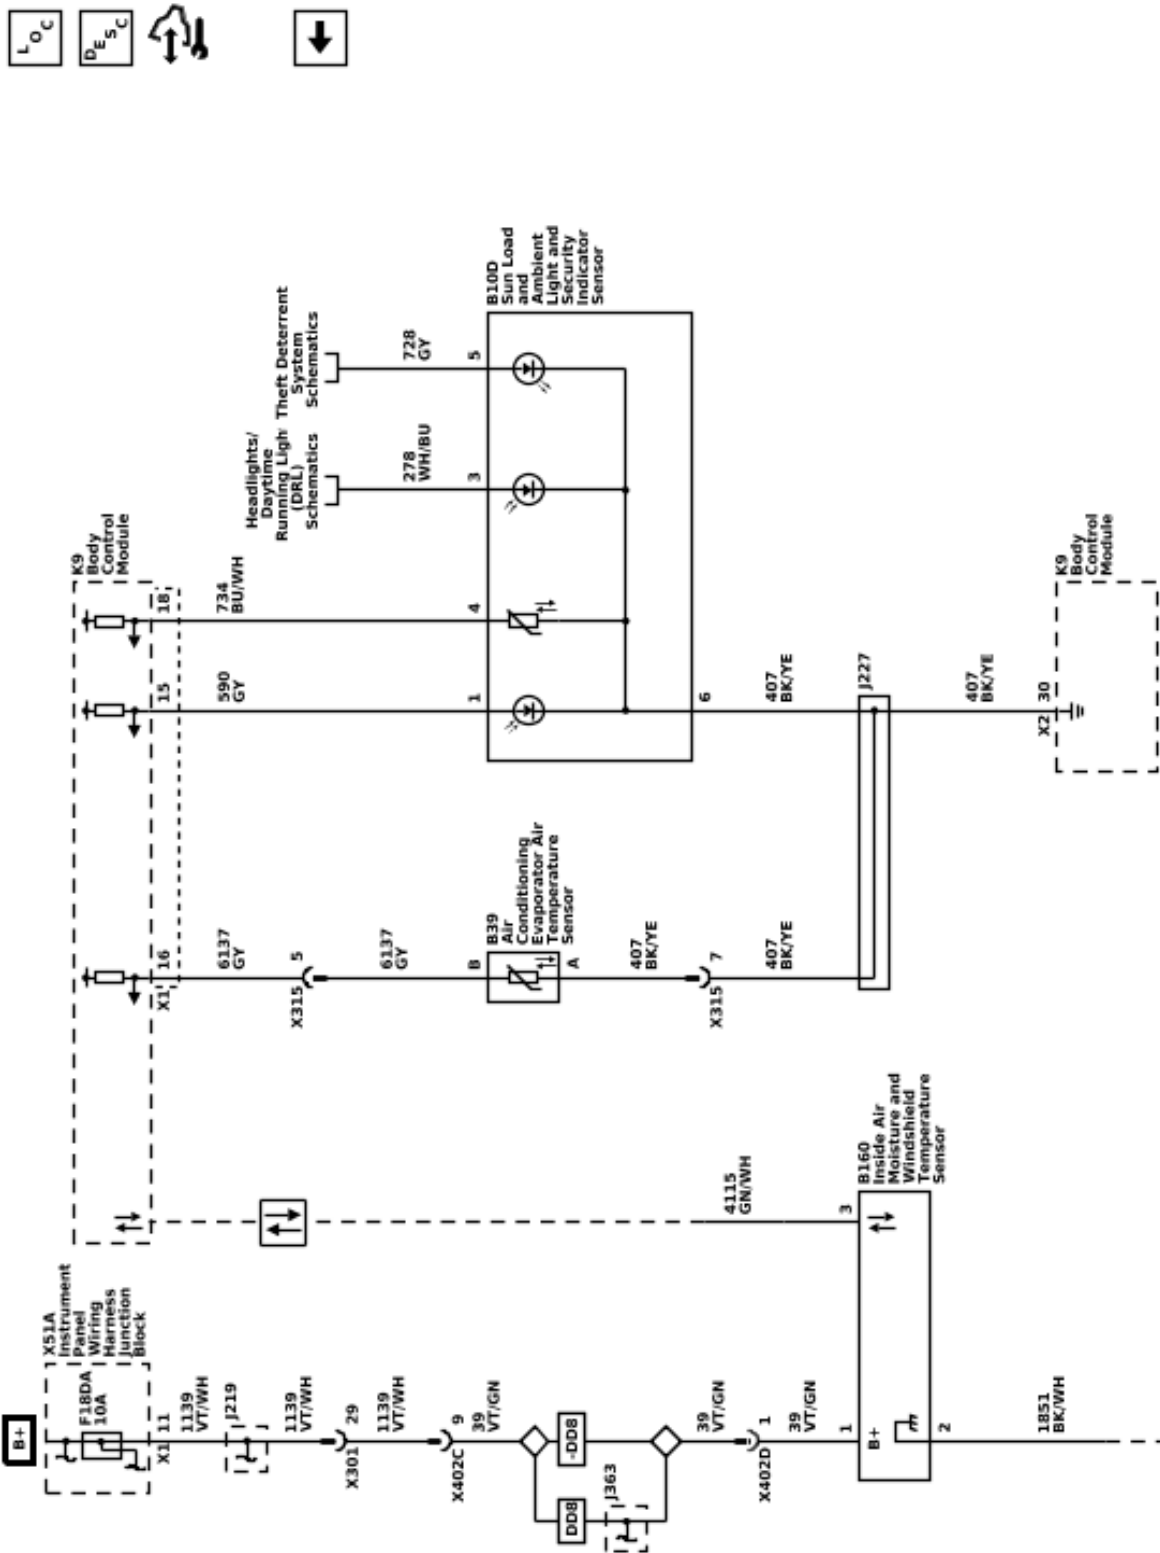 B+
LOC
DESC
X51A
Instrument
Panel
Wiring
Harness
Junction
Block
F18DA
10A
K9
Body
Control
Module
X1 11
X1 16
15
18
1139
VT/WH
J219
6137
GY
590
GY
734
BU/WH
Headlights/
Daytime
Running Ligh
(DRL)
Schematics
Theft Deterrent
System
Schematics
1139
VT/WH
X301 29
X315 5
1139
VT/WH
6137
GY
278
WH/BU
728
GY
X402C 9
39
VT/GN
B
1
4
3
5
B39
Air
Conditioning
Evaporator Air
Temperature
Sensor
B10D
Sun Load
and
Ambient
Light and
Security
Indicator
Sensor
DD8
-DD8
A
J363
407
BK/YE
6
39
VT/GN
4115
GN/WH
X315 7
X402D 1
407
BK/YE
407
BK/YE
39
VT/GN
1
3
J227
B160
Inside Air
Moisture and
Windshield
Temperature
Sensor
B+
2
407
BK/YE
1851
BK/WH
X2 30
K9
Body
Control
Module